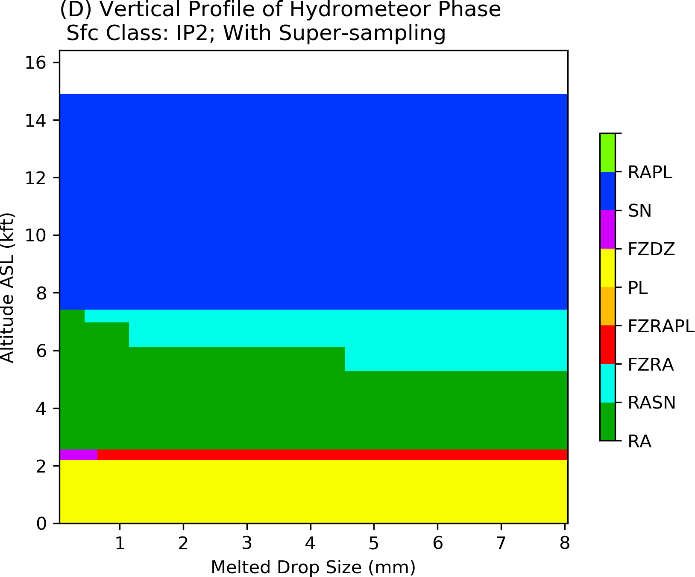 (D) Vertical Profile of Hydrometeor Phase
Sfc Class: IP2; With Super-sampling
Altitude ASL (kft)
16
14
12
10
8
6
4
2
0
1 2 3 4 5 6 7 8
Melted Drop Size (mm)
RAPL
SN
FZDZ
PL
FZRAPL
FZRA
RASN
RA